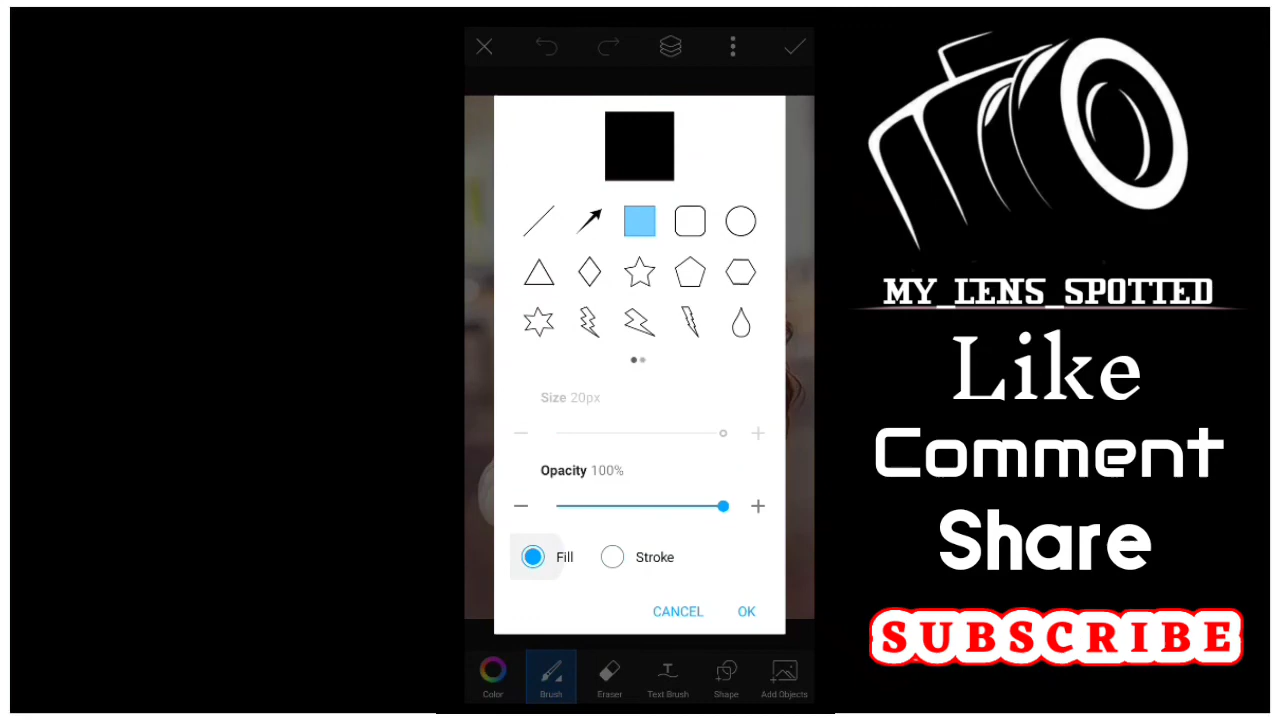 Size 20px
Opacity 100%
Fill Stroke
CANCEL OK
Color Brush Eraser Text Brush Shape Add Objects
MY_LENS_SPOTTED
Like
Comment
Share
SUBSCRIBE